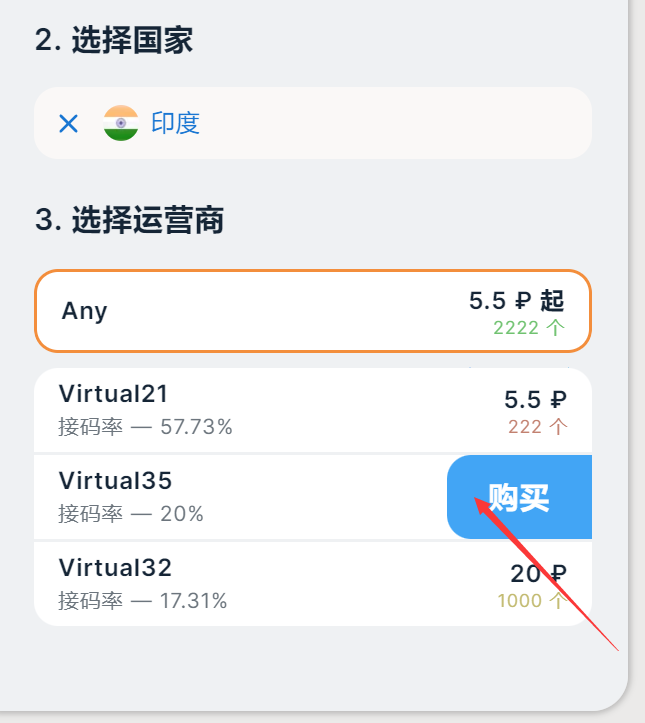 2. 选择国家
印度
3. 选择运营商
Any
5.5 ₽ 起
2222 个
Virtual21
5.5 ₽
接码率 — 57.73%
222 个
Virtual35
购买
接码率 — 20%
Virtual32
20 ₽
接码率 — 17.31%
1000 个